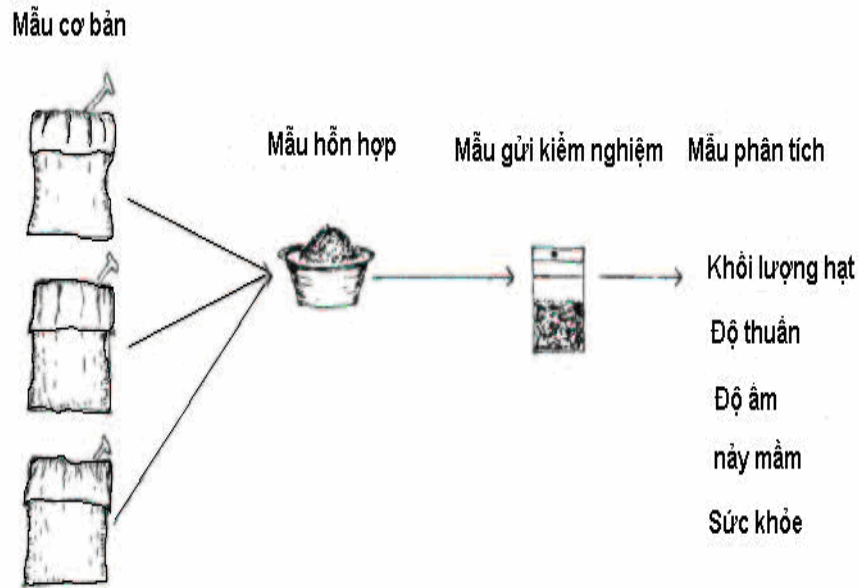 Mẫu cơ bản
Mẫu hỗn hợp
Mẫu gửi kiểm nghiệm
Mẫu phân tích
Khối lượng hạt
Độ thuần
Độ ẩm
nảy mầm
Sức khỏe